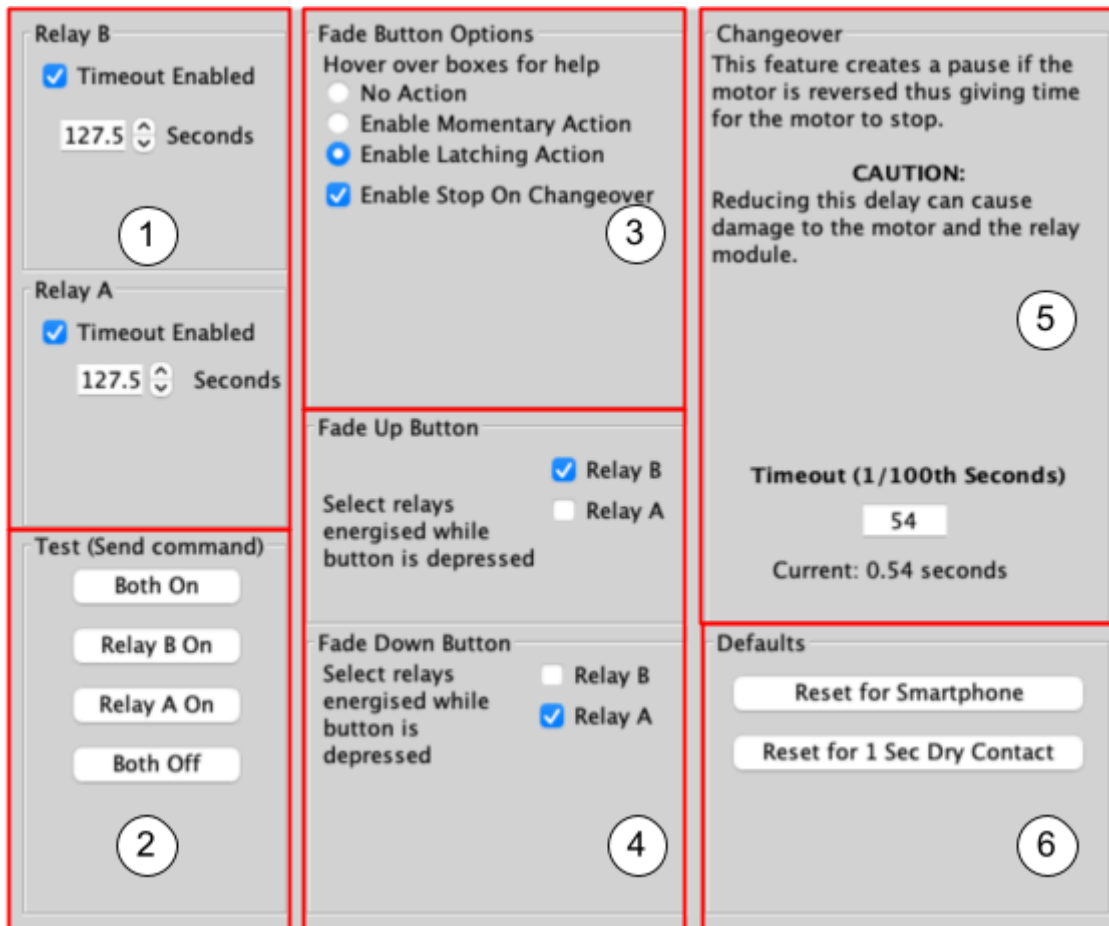 Relay B
Timeout Enabled
127.5 Seconds
1
Relay A
Timeout Enabled
127.5 Seconds
Test (Send command)
Both On
Relay B On
Relay A On
Both Off
2
Fade Button Options
Hover over boxes for help
No Action
Enable Momentary Action
Enable Latching Action
Enable Stop On Changeover
3
Fade Up Button
Relay B
Relay A
Select relays
energised while
button is depressed
Fade Down Button
Select relays
energised while
button is
depressed
Relay B
Relay A
4
Changeover
This feature creates a pause if the
motor is reversed thus giving time
for the motor to stop.
CAUTION:
Reducing this delay can cause
damage to the motor and the relay
module.
5
Timeout (1/100th Seconds)
54
Current: 0.54 seconds
Defaults
Reset for Smartphone
Reset for 1 Sec Dry Contact
6